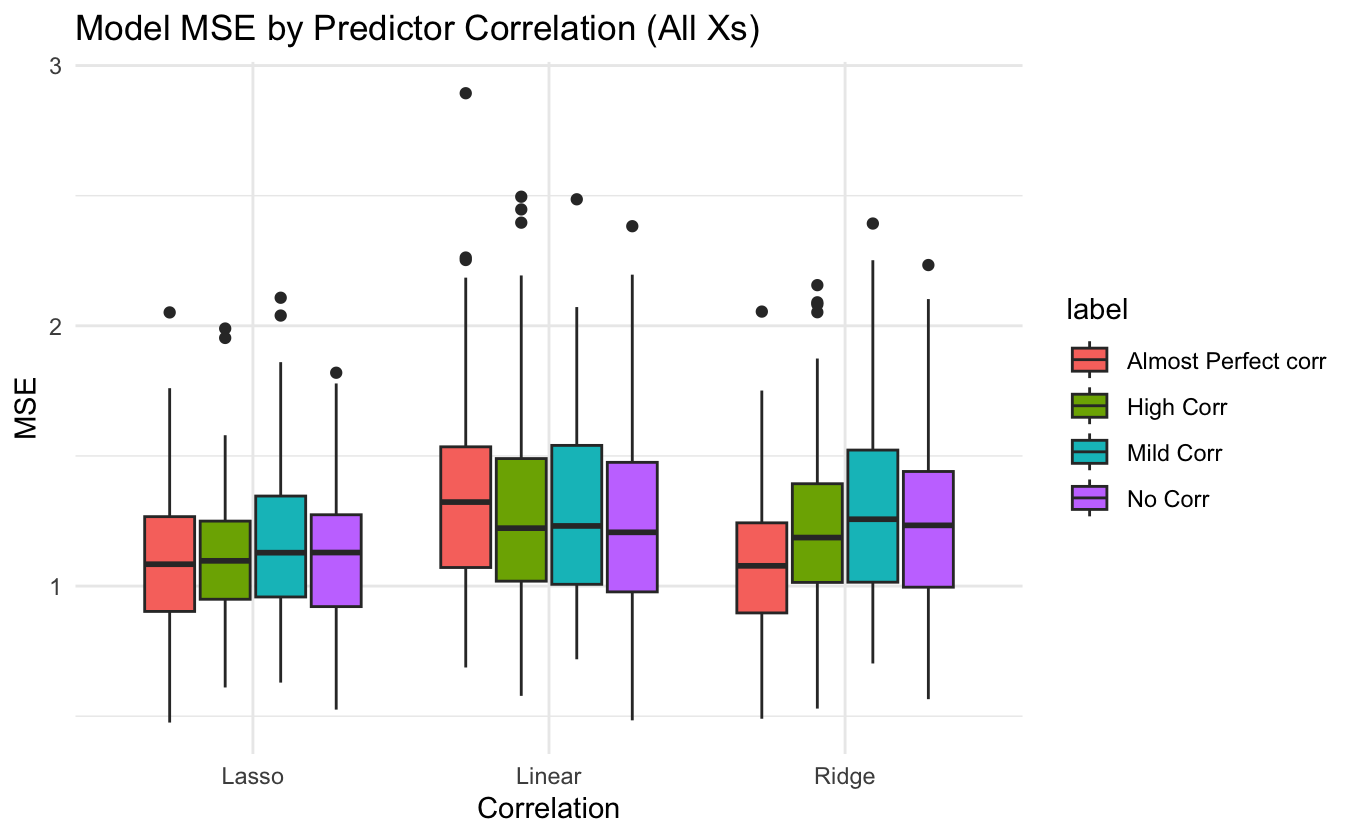 Model MSE by Predictor Correlation (All Xs)
3
2
1
MSE
Lasso
Linear
Ridge
Correlation
label
Almost Perfect corr
High Corr
Mild Corr
No Corr